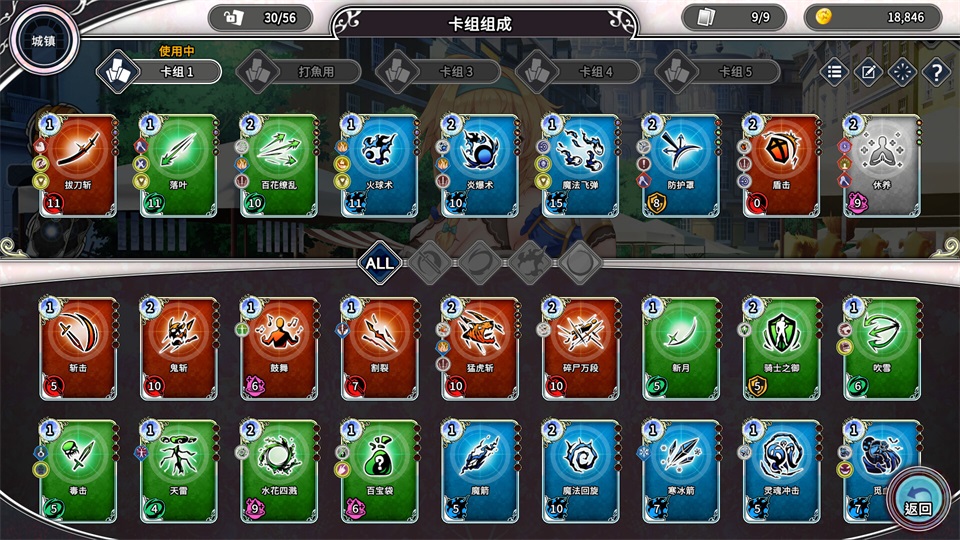 城镇
30/56
卡组组成
9/9
18,846
使用中
卡组 1
打魚用
卡组 3
卡组 4
卡组 5
?
1 1 2 1 2 1 2 2 2
拔刀斩 落叶 百花缭乱 火球术 炎爆术 魔法飞弹 防护罩 盾击 休养
11 11 10 11 10 15 8 0 9
ALL
1 2 1 1 2 2 1 2 2
斩击 鬼斩 鼓舞 割裂 猛虎斩 碎尸万段 新月 骑士之御 吹雪
5 10 6 7 10 10 5 5 6
1 1 2 1 1 2 1 1 1
毒击 天雷 水花四溅 百宝袋 魔箭 魔法回旋 寒冰箭 灵魂冲击
5 4 9 6 5 10 7 5 7
返回